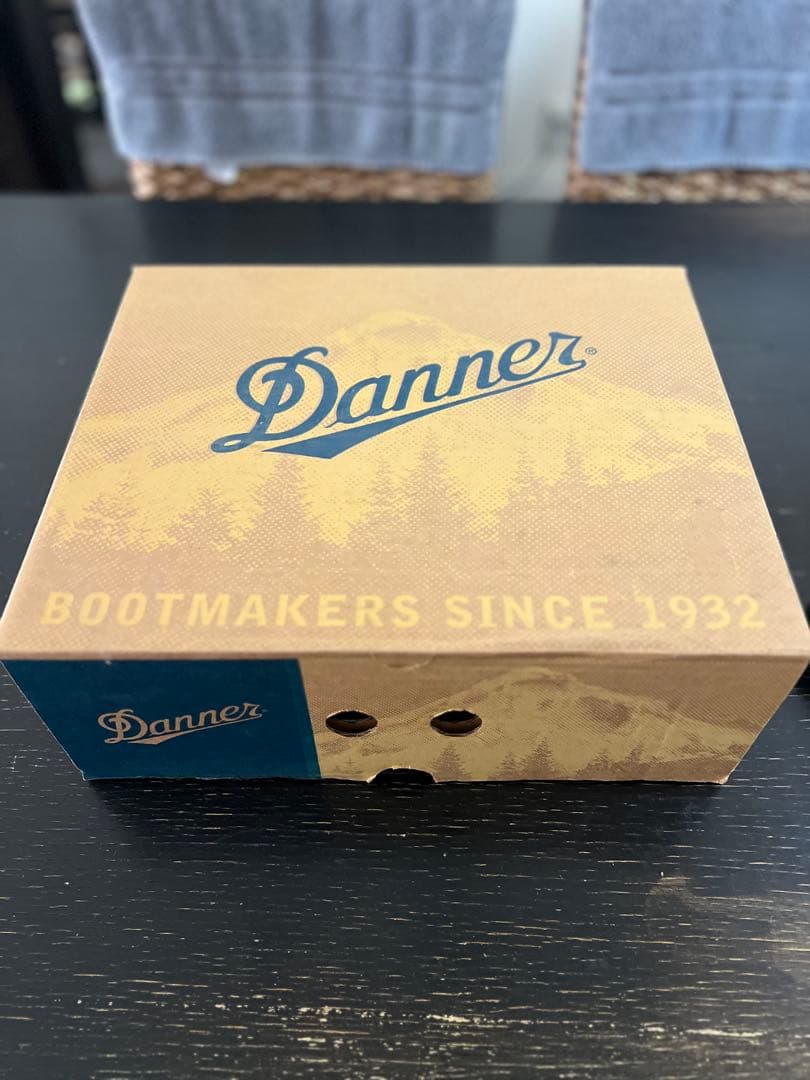 Danner®
BOOTMAKERS SINCE 1932
Danner